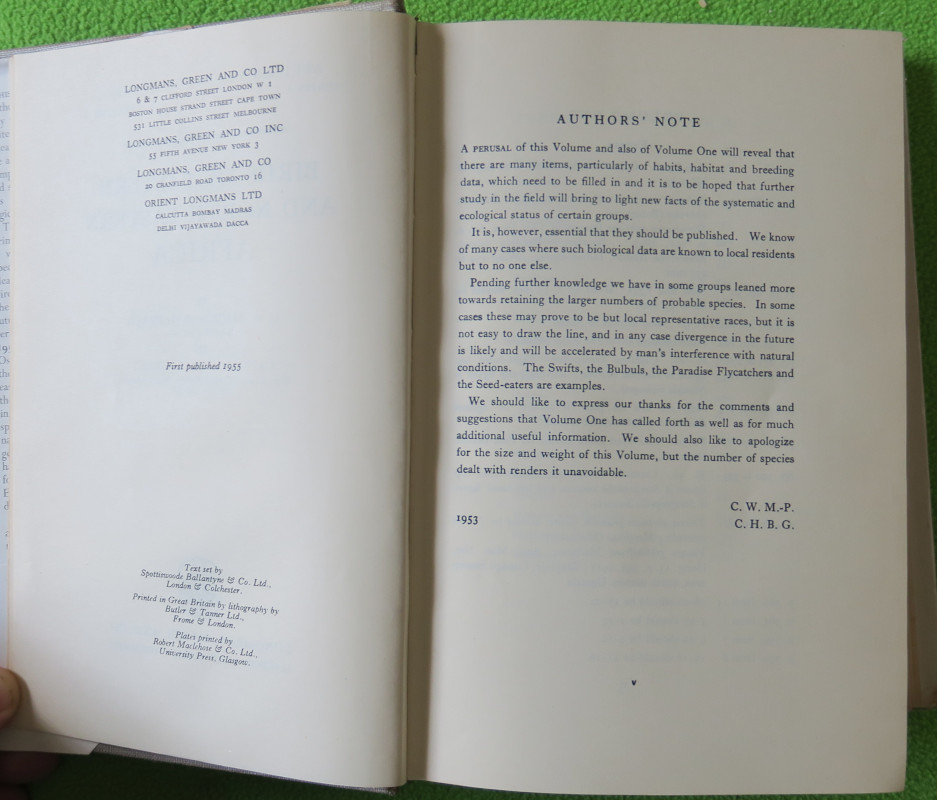 LONGMANS, GREEN AND CO LTD
6 & 7 CLIFFORD STREET LONDON W 1
BOSTON HOUSE STRAND STREET CAPE TOWN
531 LITTLE COLLINS STREET MELBOURNE
LONGMANS, GREEN AND CO INC
55 FIFTH AVENUE NEW YORK 3
LONGMANS, GREEN AND CO
20 CRANFIELD ROAD TORONTO 16
ORIENT LONGMANS LTD
CALCUTTA BOMBAY MADRAS
DELHI VIJAYAWADA DACCA
First published 1955
Text set by
Spottiswoode Ballantyne & Co. Ltd.,
London & Colchester.
Printed in Great Britain by lithography by
Butler & Tanner Ltd.,
Frome & London.
Plates printed by
Robert Maclehose & Co. Ltd.,
University Press, Glasgow.
AUTHORS' NOTE
A PERUSAL of this Volume and also of Volume One will reveal that
there are many items, particularly of habits, habitat and breeding
data, which need to be filled in and it is to be hoped that further
study in the field will bring to light new facts of the systematic and
ecological status of certain groups.
It is, however, essential that they should be published. We know
of many cases where such biological data are known to local residents
but to no one else.
Pending further knowledge we have in some groups leaned more
towards retaining the larger numbers of probable species. In some
cases these may prove to be but local representative races, but it is
not easy to draw the line, and in any case divergence in the future
is likely and will be accelerated by man's interference with natural
conditions. The Swifts, the Bulbuls, the Paradise Flycatchers and
the Seed-eaters are examples.
We should like to express our thanks for the comments and
suggestions that Volume One has called forth as well as for much
additional useful information. We should also like to apologize
for the size and weight of this Volume, but the number of species
dealt with renders it unavoidable.
C. W. M.-P.
1953 C. H. B. G.
v